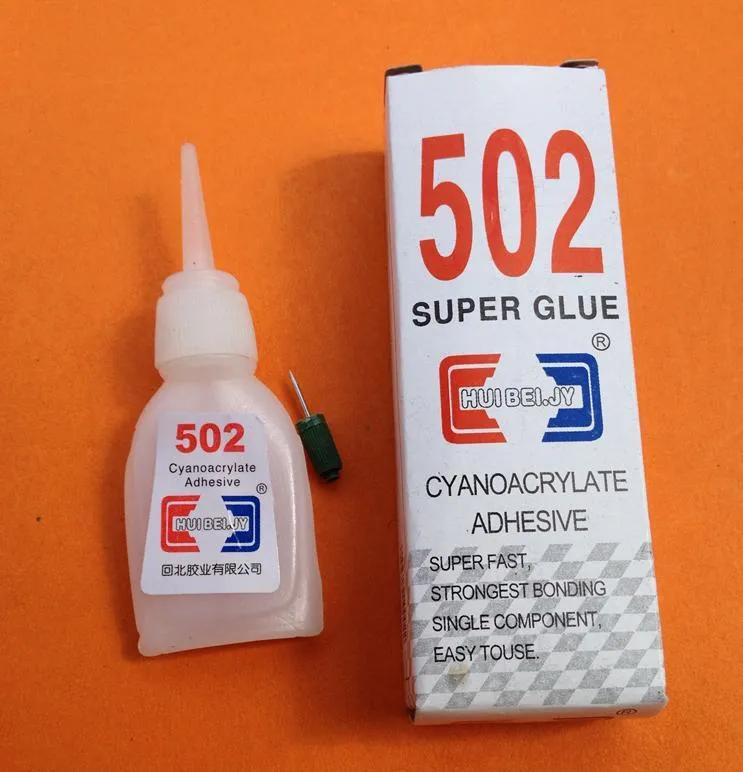 502
Cyanoacrylate
Adhesive
®
HUI BEI.JY
回北胶业有限公司
502
SUPER GLUE
®
HUI BEI.JY
CYANOACRYLATE
ADHESIVE
SUPER FAST,
STRONGEST BONDING
SINGLE COMPONENT,
EASY TOUSE.